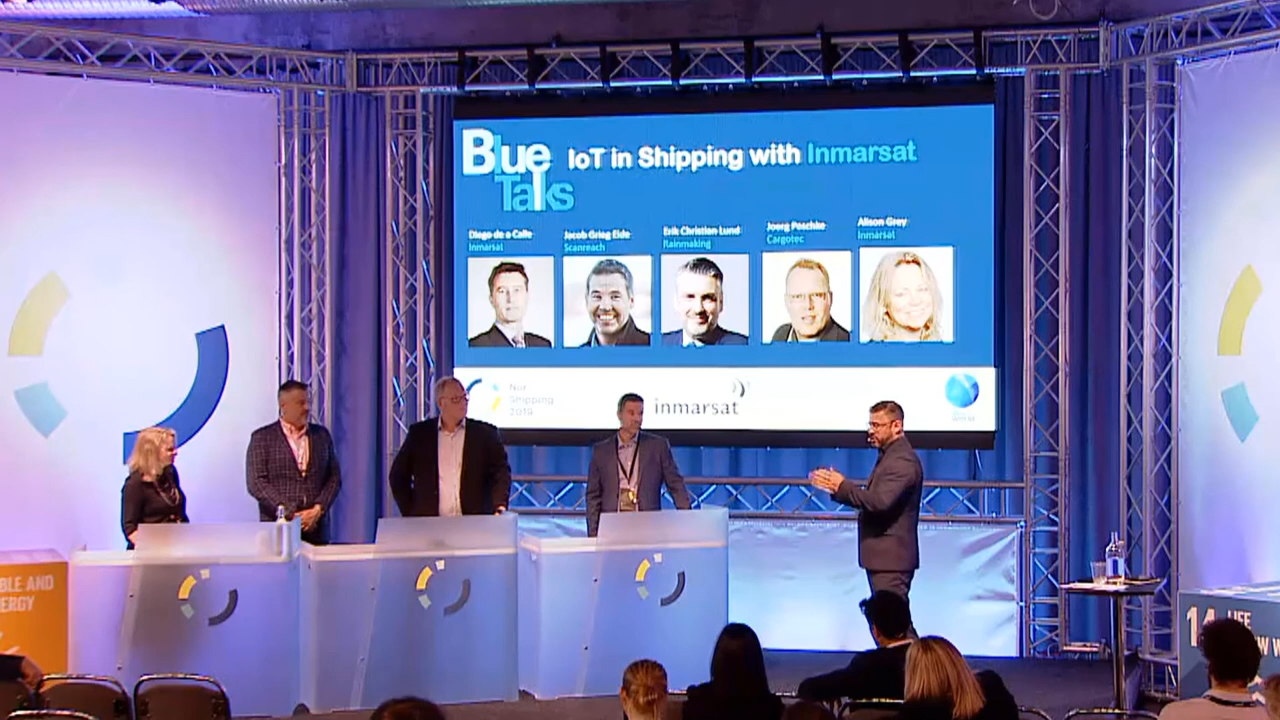 Blue
Talks
IoT in Shipping with Inmarsat
Diego de a Calle
Inmarsat
Jacob Grieg Eide
Scanreach
Erik Christian Lund
Rainmaking
Joerg Peschke
Cargotec
Alison Grey
Inmarsat
Nor
Shipping
2019
inmarsat
BLE AND
ERGY
14 LIFE
OW W